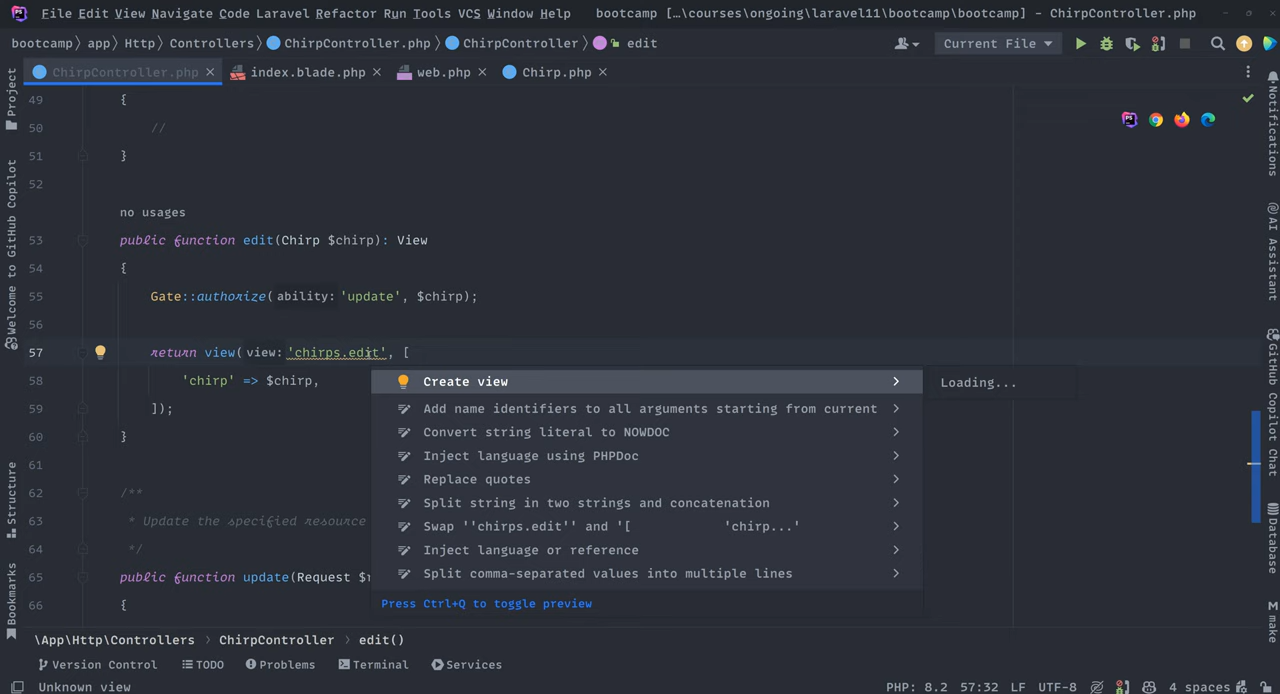 File Edit View Navigate Code Laravel Refactor Run Tools VCS Window Help bootcamp […\courses\ongoing\laravel11\bootcamp\bootcamp] - ChirpController.php
bootcamp 〉 app 〉 Http 〉 Controllers 〉 ChirpController.php 〉 ChirpController 〉 edit Current File
ChirpController.php × index.blade.php × web.php × Chirp.php ×
Project
Welcome to GitHub Copilot
Structure
Bookmarks
49 {
50 //
51 }
52
no usages
53 public function edit(Chirp $chirp): View
54 {
55 Gate::authorize( ability: 'update', $chirp);
56
57 return view( view: 'chirps.edit', [
58 'chirp' => $chirp,
59 ]);
60 }
61
62 /**
63 * Update the specified resource
64 */
65 public function update(Request $r
66 {
Create view
Loading...
Add name identifiers to all arguments starting from current
Convert string literal to NOWDOC
Inject language using PHPDoc
Replace quotes
Split string in two strings and concatenation
Swap ''chirps.edit'' and '[ 'chirp...'
Inject language or reference
Split comma-separated values into multiple lines
Press Ctrl+Q to toggle preview
Notifications
AI Assistant
GitHub Copilot Chat
Database
M make
\App\Http\Controllers › ChirpController › edit()
Version Control TODO Problems Terminal Services
Unknown view PHP: 8.2 57:32 LF UTF-8 4 spaces